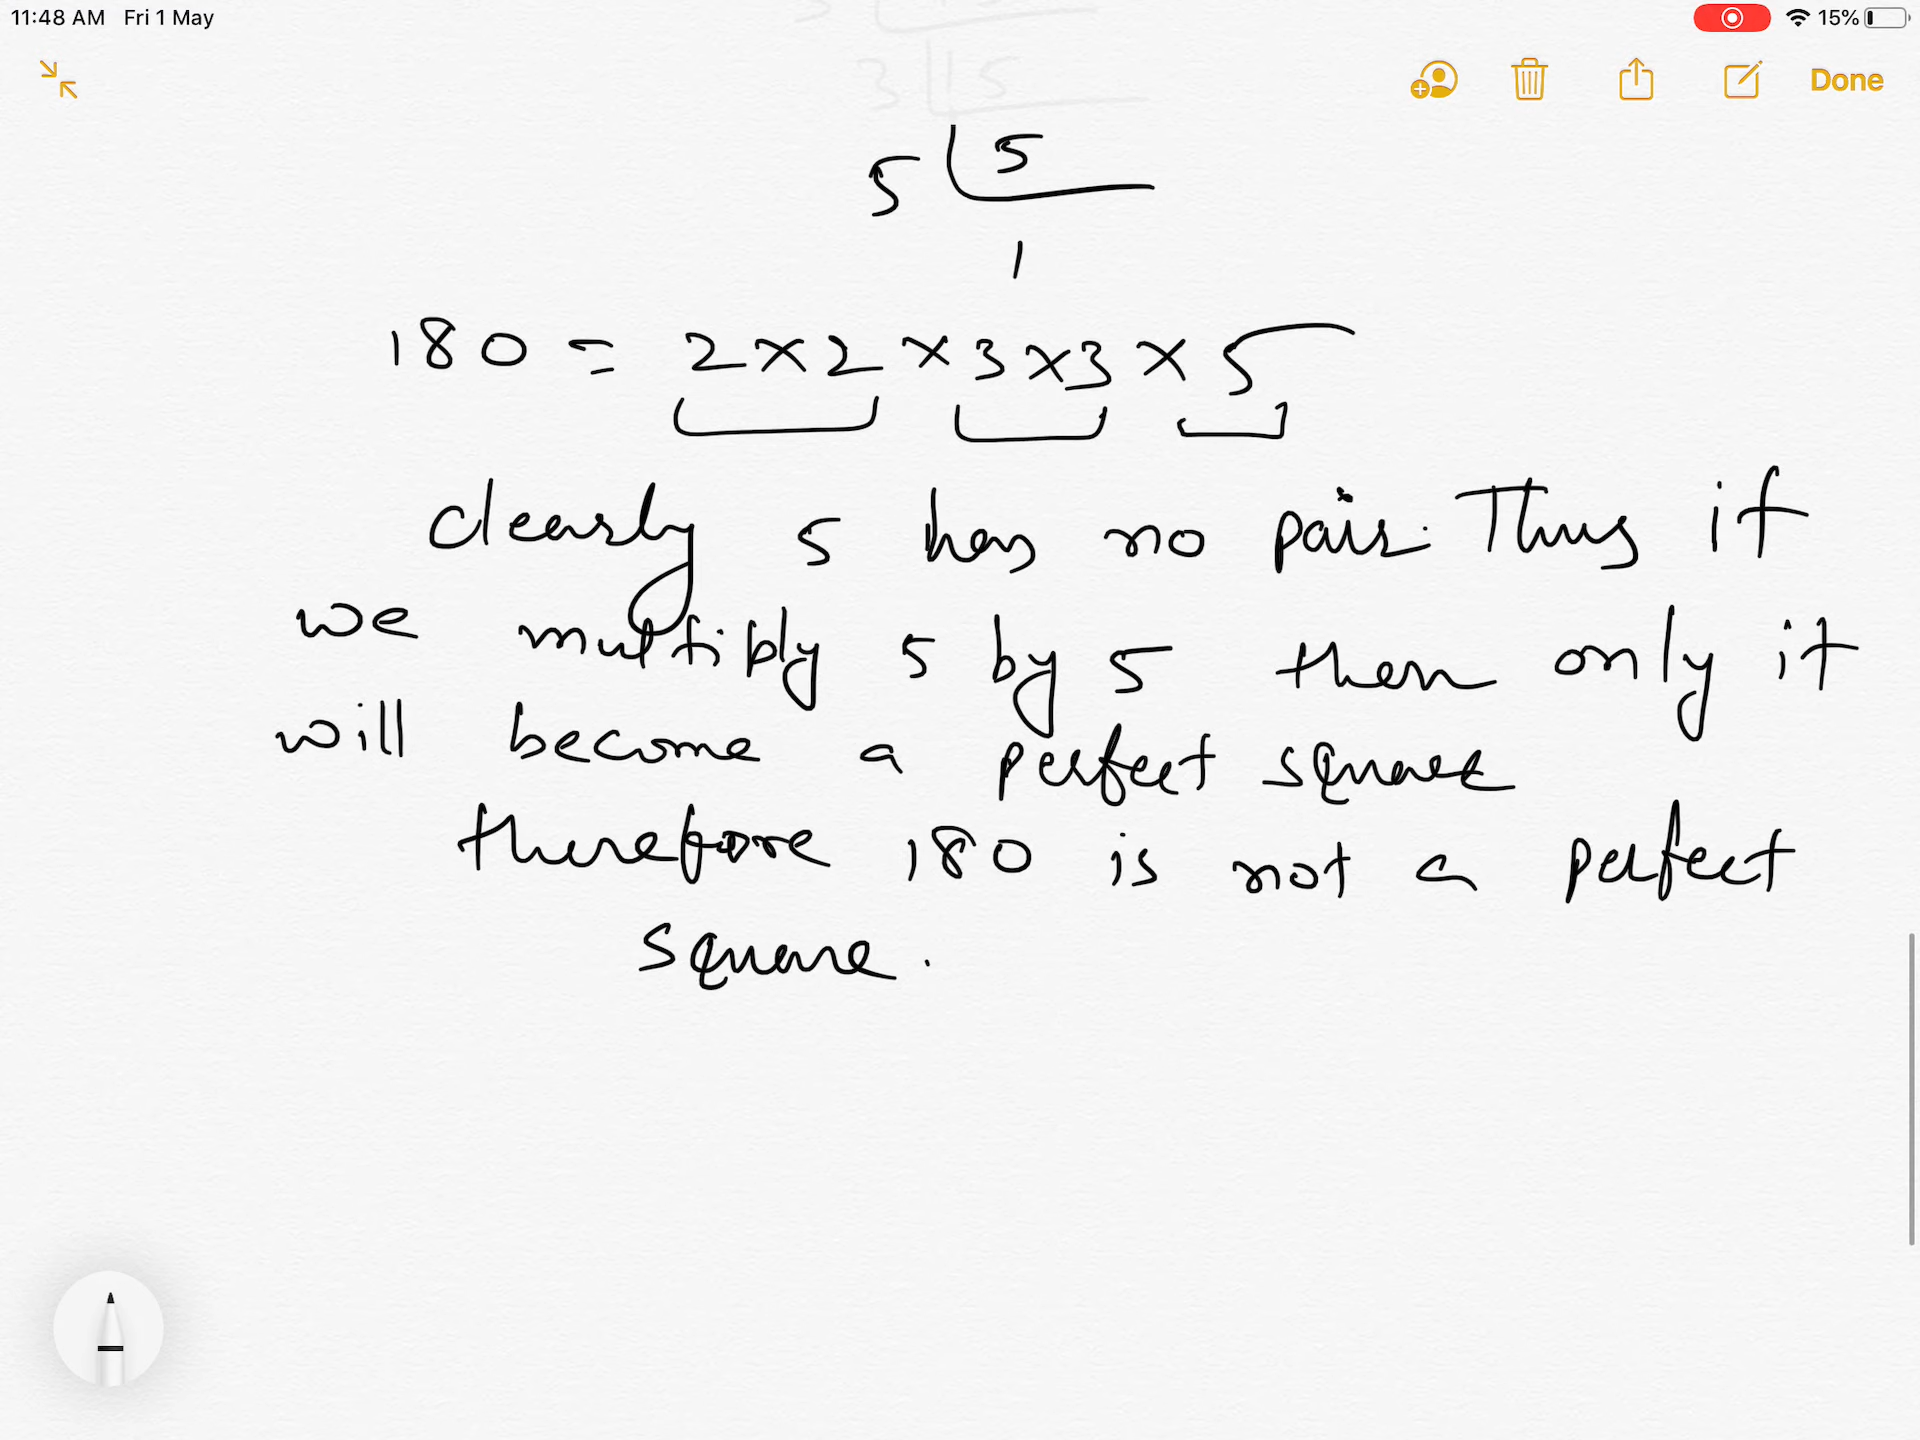 11:48 AM Fri 1 May 15%
Done
3 15
5 5
1
180 = 2×2×3×3×5
clearly 5 has no pair. Thus if
we multiply 5 by 5 then only it
will become a perfect square
therefore 180 is not a perfect
square.